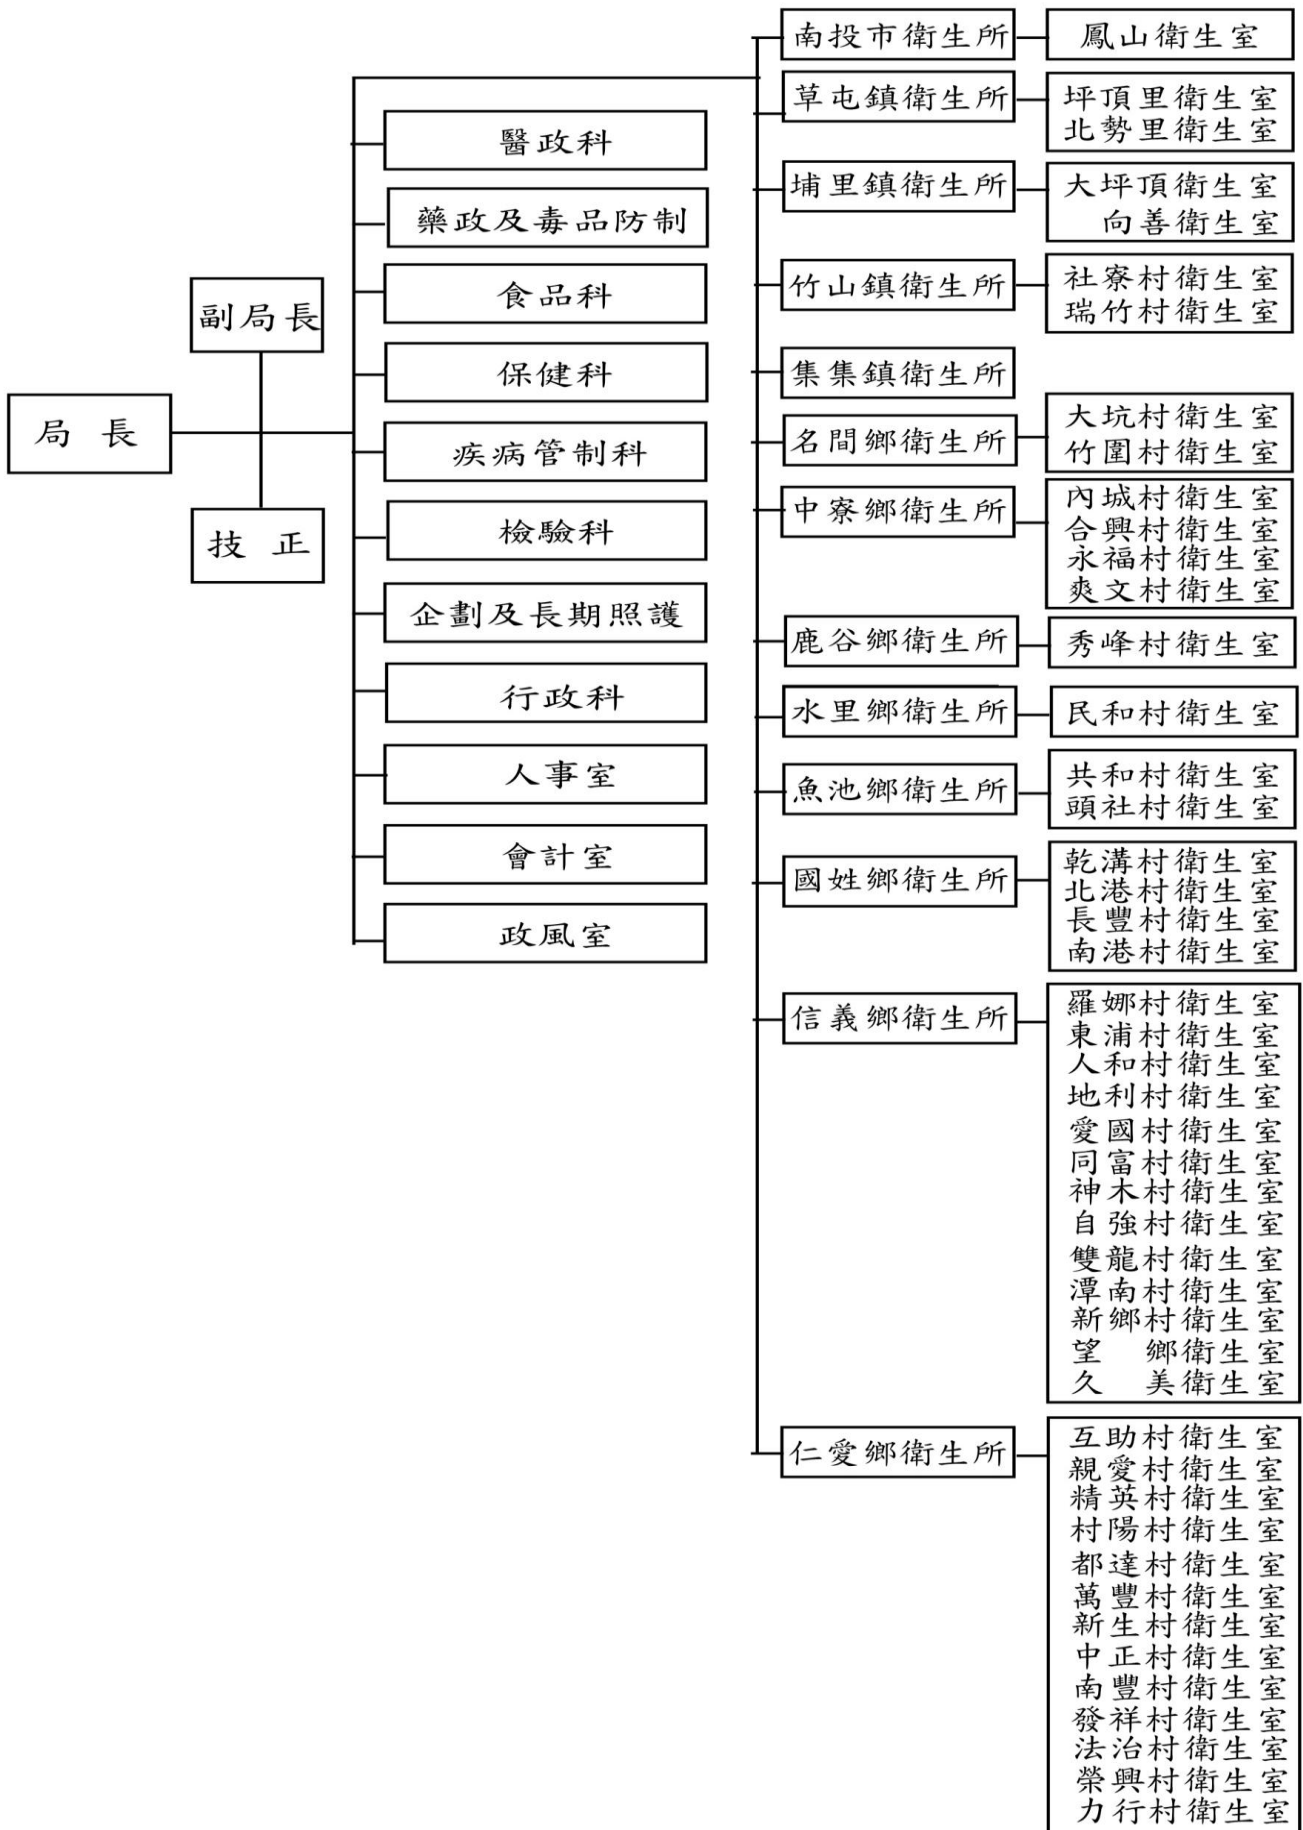 局長
副局長
技正
醫政科
藥政及毒品防制
食品科
保健科
疾病管制科
檢驗科
企劃及長期照護
行政科
人事室
會計室
政風室
南投市衛生所
鳳山衛生室
草屯鎮衛生所
坪頂里衛生室
北勢里衛生室
埔里鎮衛生所
大坪頂衛生室
向善衛生室
竹山鎮衛生所
社寮村衛生室
瑞竹村衛生室
集集鎮衛生所
名間鄉衛生所
大坑村衛生室
竹圍村衛生室
中寮鄉衛生所
內城村衛生室
合興村衛生室
永福村衛生室
爽文村衛生室
鹿谷鄉衛生所
秀峰村衛生室
水里鄉衛生所
民和村衛生室
魚池鄉衛生所
共和村衛生室
頭社村衛生室
國姓鄉衛生所
乾溝村衛生室
北港村衛生室
長豐村衛生室
南港村衛生室
信義鄉衛生所
羅娜村衛生室
東浦村衛生室
人和村衛生室
地利村衛生室
愛國村衛生室
同富村衛生室
神木村衛生室
自強村衛生室
雙龍村衛生室
潭南村衛生室
新鄉村衛生室
望 鄉衛生室
久 美衛生室
仁愛鄉衛生所
互助村衛生室
親愛村衛生室
精英村衛生室
村陽村衛生室
都達村衛生室
萬豐村衛生室
新生村衛生室
中正村衛生室
南豐村衛生室
發祥村衛生室
法治村衛生室
榮興村衛生室
力行村衛生室